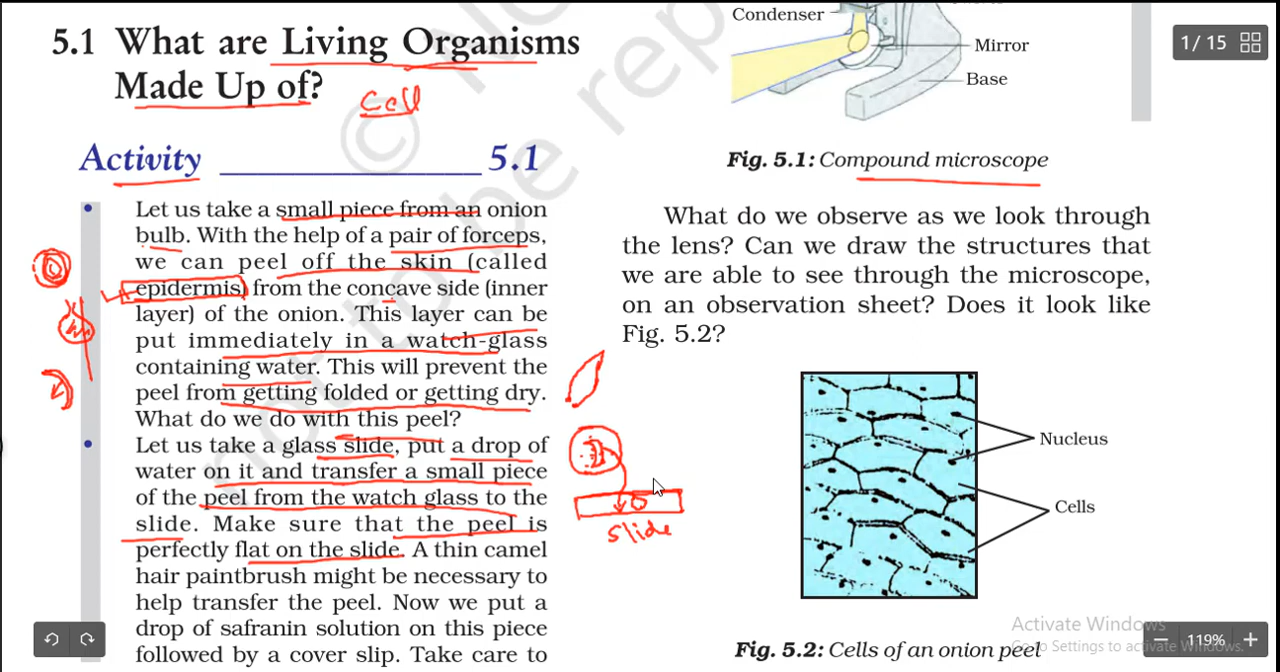 5.1 What are Living Organisms
Made Up of?
Cell
Activity ____________________ 5.1
• Let us take a small piece from an onion
bulb. With the help of a pair of forceps,
we can peel off the skin (called
epidermis) from the concave side (inner
layer) of the onion. This layer can be
put immediately in a watch-glass
containing water. This will prevent the
peel from getting folded or getting dry.
What do we do with this peel?
• Let us take a glass slide, put a drop of
water on it and transfer a small piece
of the peel from the watch glass to the
slide. Make sure that the peel is
perfectly flat on the slide. A thin camel
hair paintbrush might be necessary to
help transfer the peel. Now we put a
drop of safranin solution on this piece
followed by a cover slip. Take care to
slide
Condenser
Mirror
Base
Fig. 5.1: Compound microscope
What do we observe as we look through
the lens? Can we draw the structures that
we are able to see through the microscope,
on an observation sheet? Does it look like
Fig. 5.2?
Nucleus
Cells
Fig. 5.2: Cells of an onion peel
1 / 15
Activate Windows
Go to Settings to activate Windows.
119%
© No
not to be rep